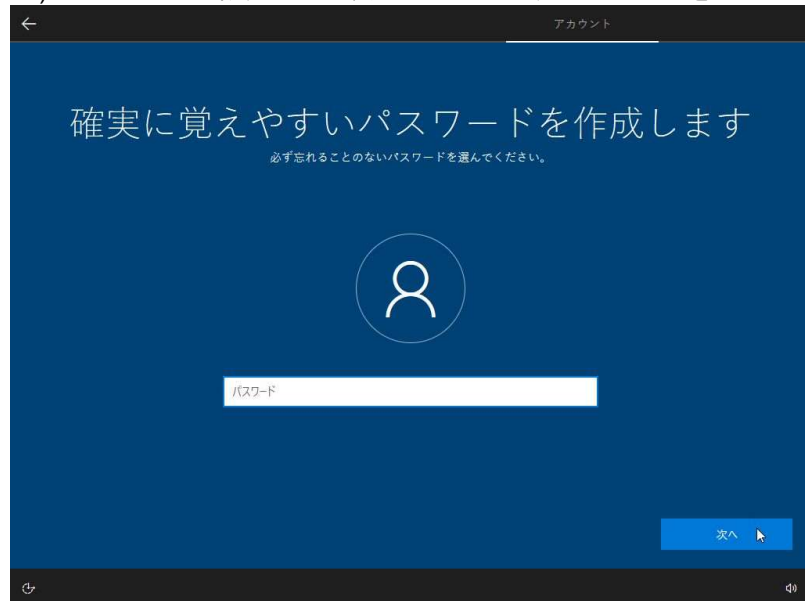 アカウント
確実に覚えやすいパスワードを作成します
必ず忘れることのないパスワードを選んでください。
パスワード
次へ